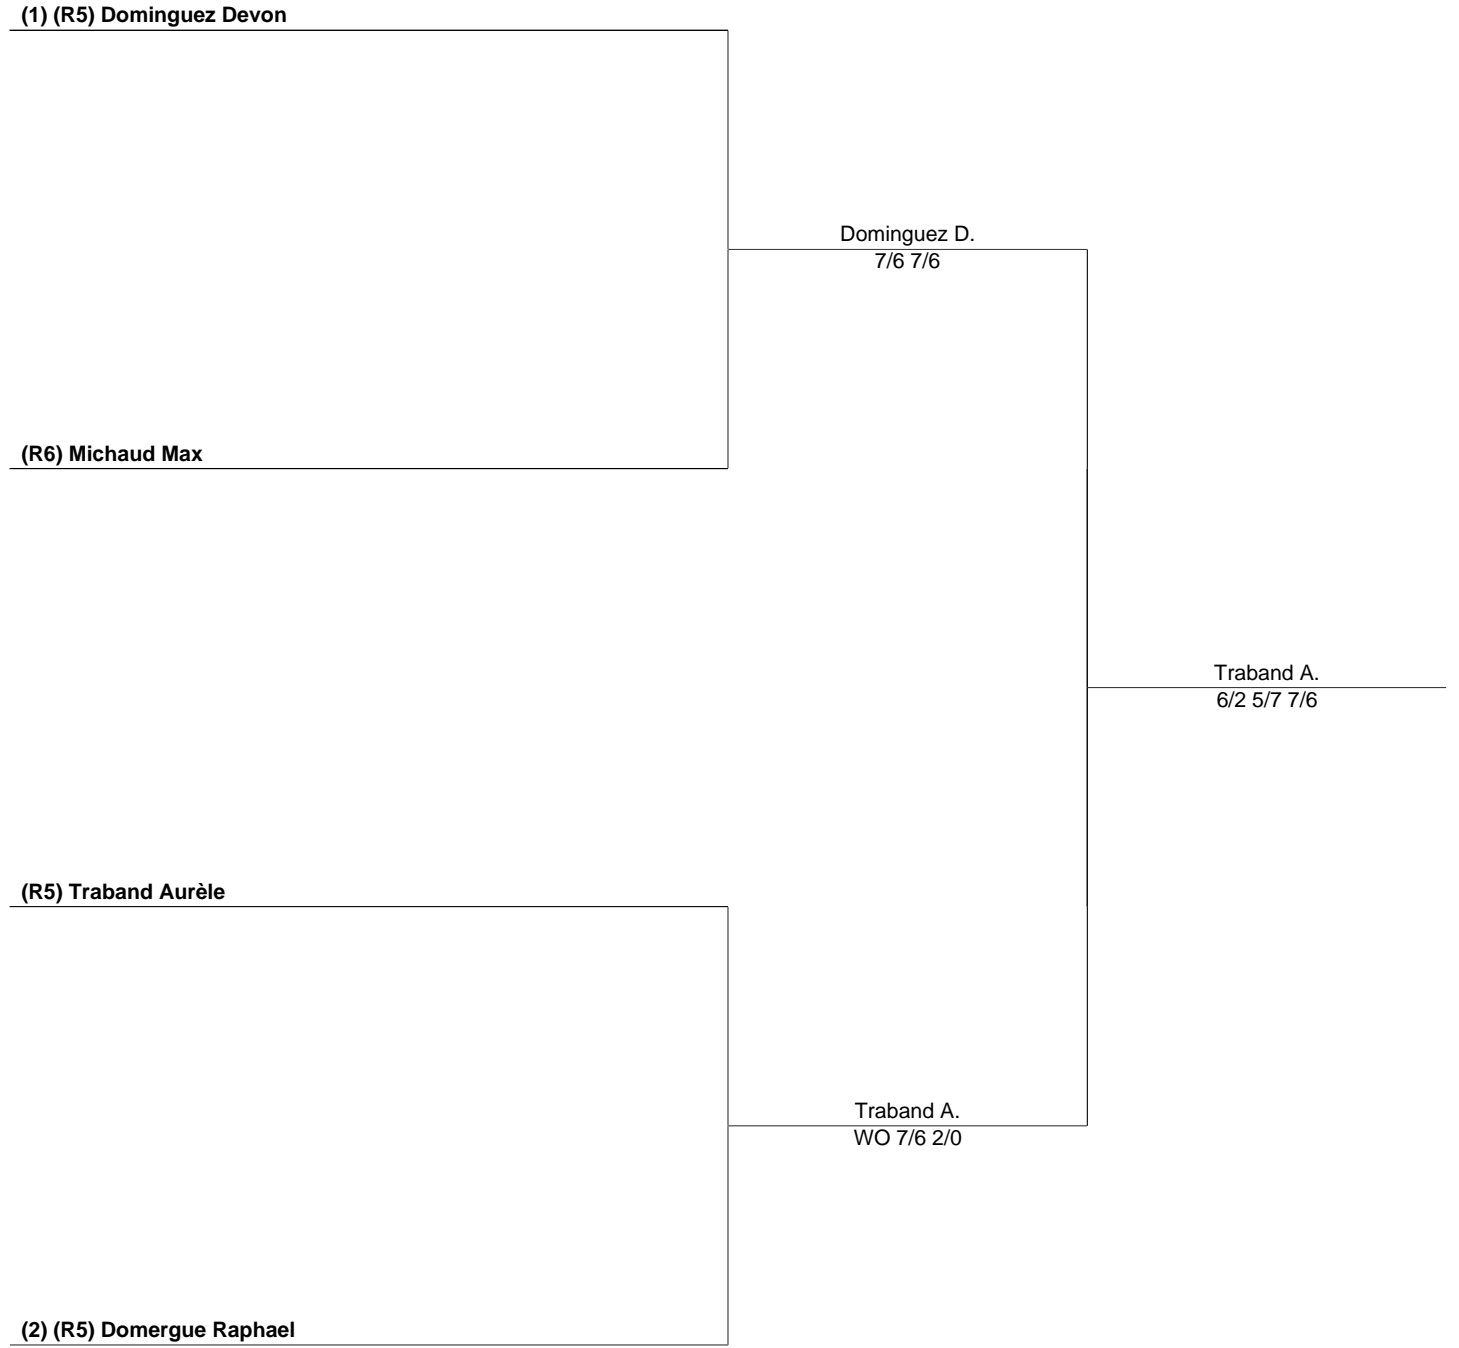 (1) (R5) Dominguez Devon
Dominguez D.
7/6 7/6
(R6) Michaud Max
Traband A.
6/2 5/7 7/6
(R5) Traband Aurèle
Traband A.
WO 7/6 2/0
(2) (R5) Domergue Raphael